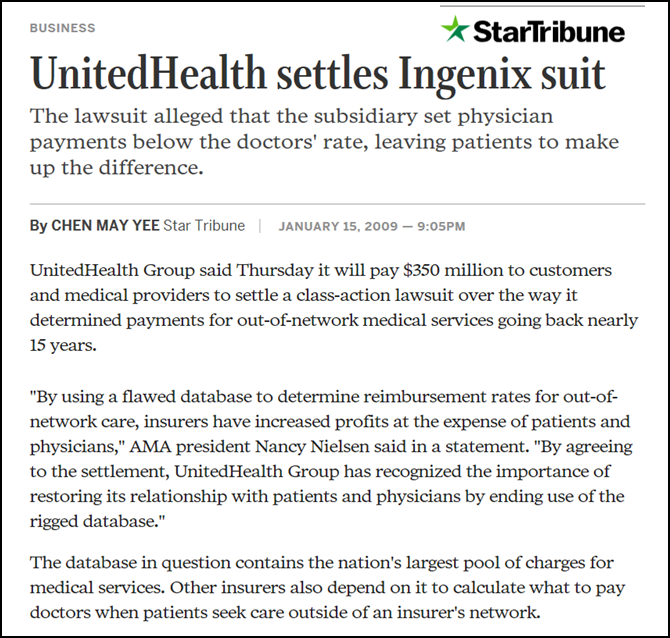 BUSINESS
StarTribune
UnitedHealth settles Ingenix suit
The lawsuit alleged that the subsidiary set physician
payments below the doctors' rate, leaving patients to make
up the difference.
By CHEN MAY YEE Star Tribune | JANUARY 15, 2009 — 9:05PM
UnitedHealth Group said Thursday it will pay $350 million to customers
and medical providers to settle a class-action lawsuit over the way it
determined payments for out-of-network medical services going back nearly
15 years.
"By using a flawed database to determine reimbursement rates for out-of-
network care, insurers have increased profits at the expense of patients and
physicians," AMA president Nancy Nielsen said in a statement. "By agreeing
to the settlement, UnitedHealth Group has recognized the importance of
restoring its relationship with patients and physicians by ending use of the
rigged database."
The database in question contains the nation's largest pool of charges for
medical services. Other insurers also depend on it to calculate what to pay
doctors when patients seek care outside of an insurer's network.